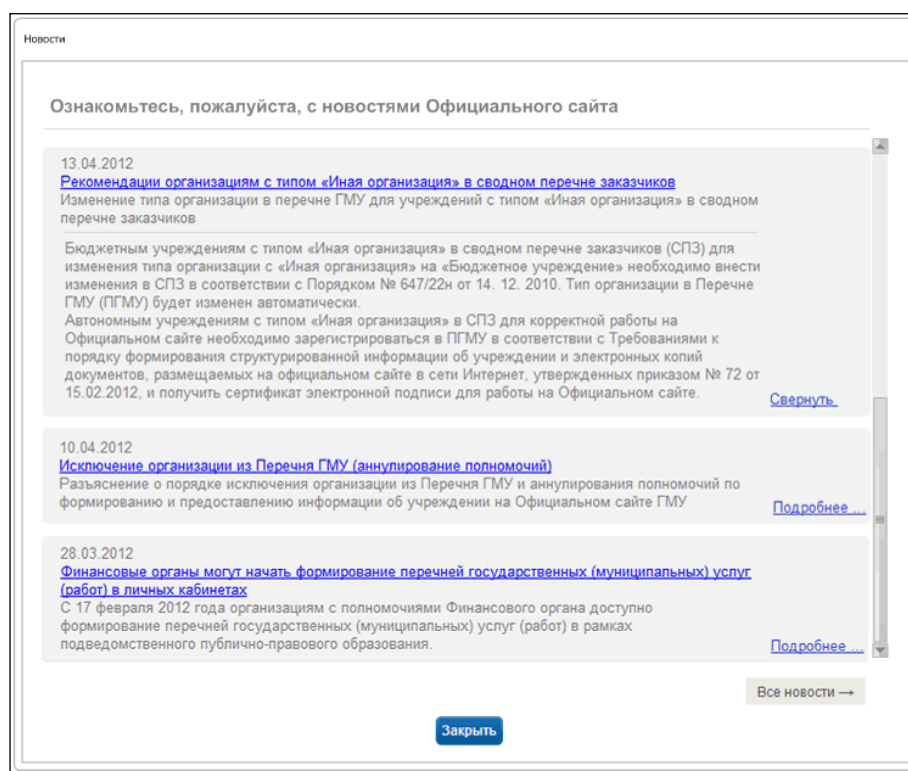 Новости
Ознакомьтесь, пожалуйста, с новостями Официального сайта
13.04.2012
Рекомендации организациям с типом «Иная организация» в сводном перечне заказчиков
Изменение типа организации в перечне ГМУ для учреждений с типом «Иная организация» в сводном
перечне заказчиков
Бюджетным учреждениям с типом «Иная организация» в сводном перечне заказчиков (СПЗ) для
изменения типа организации с «Иная организация» на «Бюджетное учреждение» необходимо внести
изменения в СПЗ в соответствии с Порядком № 647/22н от 14. 12. 2010. Тип организации в Перечне
ГМУ (ПГМУ) будет изменен автоматически.
Автономным учреждениям с типом «Иная организация» в СПЗ для корректной работы на
Официальном сайте необходимо зарегистрироваться в ПГМУ в соответствии с Требованиями к
порядку формирования структурированной информации об учреждении и электронных копий
документов, размещаемых на официальном сайте в сети Интернет, утвержденных приказом № 72 от
15.02.2012, и получить сертификат электронной подписи для работы на Официальном сайте.
Свернуть
10.04.2012
Исключение организации из Перечня ГМУ (аннулирование полномочий)
Разъяснение о порядке исключения организации из Перечня ГМУ и аннулирования полномочий по
формированию и предоставлению информации об учреждении на Официальном сайте ГМУ
Подробнее ...
28.03.2012
Финансовые органы могут начать формирование перечней государственных (муниципальных) услуг
(работ) в личных кабинетах
С 17 февраля 2012 года организациям с полномочиями Финансового органа доступно
формирование перечней государственных (муниципальных) услуг (работ) в рамках
подведомственного публично-правового образования.
Подробнее ...
Все новости →
Закрыть